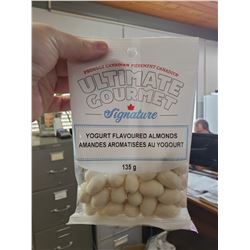 PROUDLY CANADIAN FIÈREMENT CANADIEN
ULTIMATE
GOURMET
Signature
YOGURT FLAVOURED ALMONDS
AMANDES AROMATISÉES AU YOGOURT
135 g